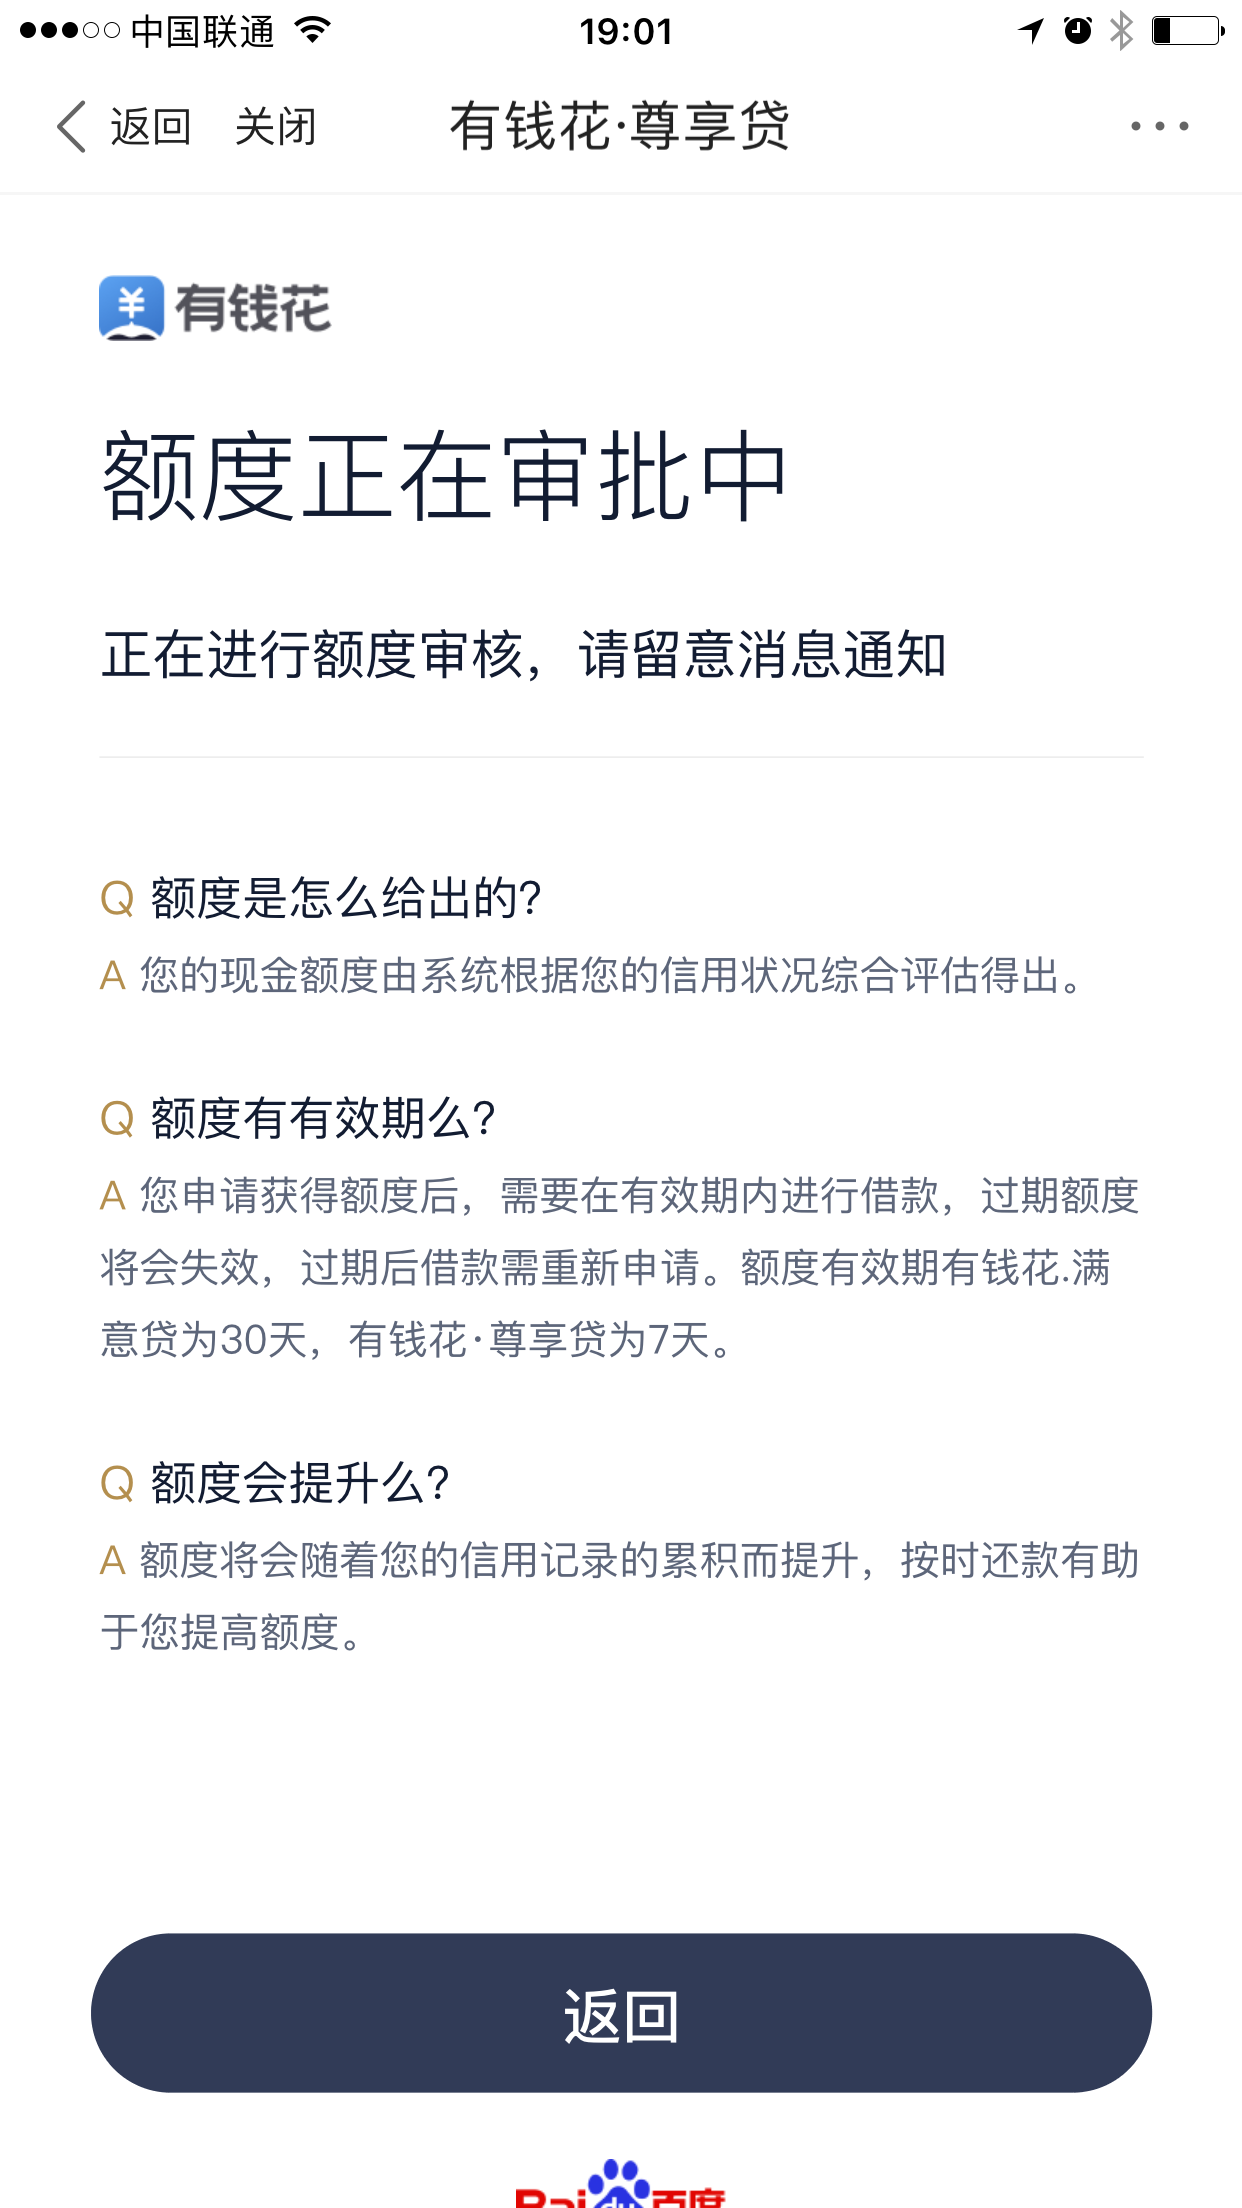 中国联通 19:01
返回 关闭 有钱花·尊享贷
有钱花
额度正在审批中
正在进行额度审核，请留意消息通知
Q 额度是怎么给出的?
A 您的现金额度由系统根据您的信用状况综合评估得出。
Q 额度有有效期么?
A 您申请获得额度后，需要在有效期内进行借款，过期额度
将会失效，过期后借款需重新申请。额度有效期有钱花.满
意贷为30天，有钱花·尊享贷为7天。
Q 额度会提升么?
A 额度将会随着您的信用记录的累积而提升，按时还款有助
于您提高额度。
返回
Bai du 百度